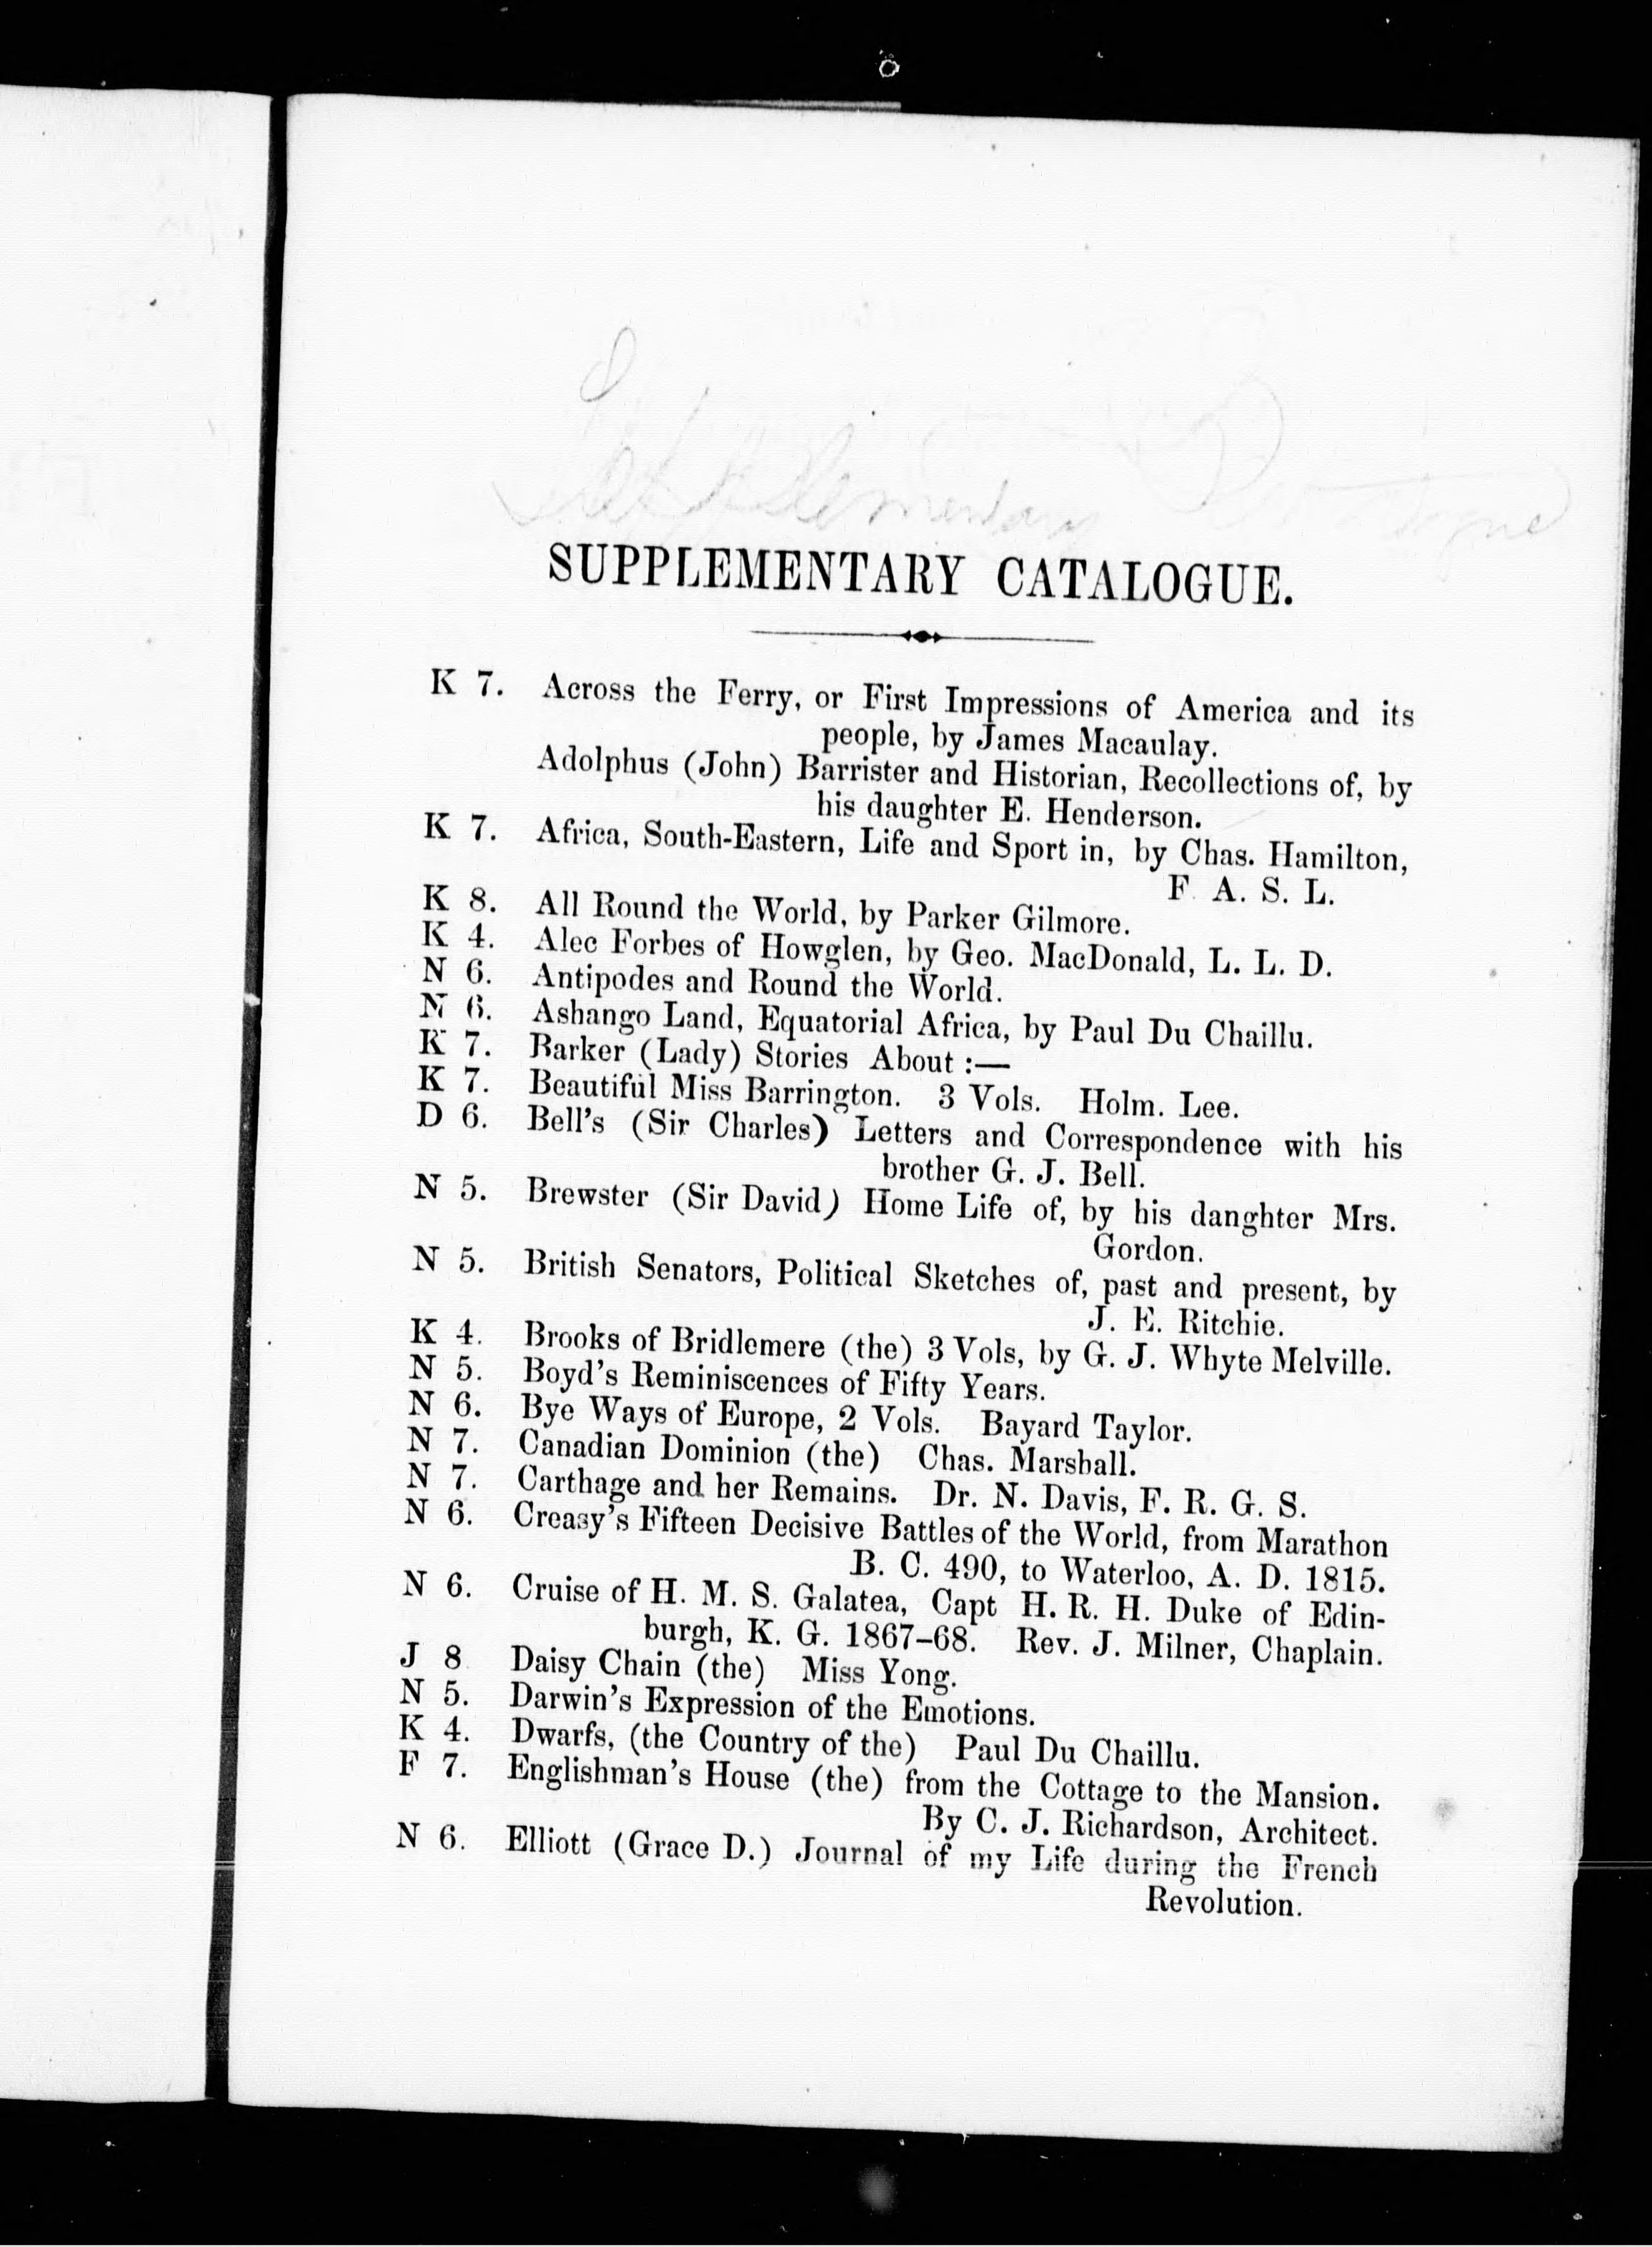 Supplementary Catalogue
SUPPLEMENTARY CATALOGUE.
K 7. Across the Ferry, or First Impressions of America and its
people, by James Macaulay.
Adolphus (John) Barrister and Historian, Recollections of, by
his daughter E. Henderson.
K 7. Africa, South-Eastern, Life and Sport in, by Chas. Hamilton,
F. A. S. L.
K 8. All Round the World, by Parker Gilmore.
K 4. Alec Forbes of Howglen, by Geo. MacDonald, L. L. D.
N 6. Antipodes and Round the World.
N 6. Ashango Land, Equatorial Africa, by Paul Du Chaillu.
K 7. Barker (Lady) Stories About :—
K 7. Beautiful Miss Barrington. 3 Vols. Holm. Lee.
D 6. Bell's (Sir Charles) Letters and Correspondence with his
brother G. J. Bell.
N 5. Brewster (Sir David) Home Life of, by his danghter Mrs.
Gordon.
N 5. British Senators, Political Sketches of, past and present, by
J. E. Ritchie.
K 4. Brooks of Bridlemere (the) 3 Vols, by G. J. Whyte Melville.
N 5. Boyd's Reminiscences of Fifty Years.
N 6. Bye Ways of Europe, 2 Vols. Bayard Taylor.
N 7. Canadian Dominion (the) Chas. Marshall.
N 7. Carthage and her Remains. Dr. N. Davis, F. R. G. S.
N 6. Creasy's Fifteen Decisive Battles of the World, from Marathon
B. C. 490, to Waterloo, A. D. 1815.
N 6. Cruise of H. M. S. Galatea, Capt H. R. H. Duke of Edin-
burgh, K. G. 1867-68. Rev. J. Milner, Chaplain.
J 8 Daisy Chain (the) Miss Yong.
N 5. Darwin's Expression of the Emotions.
K 4. Dwarfs, (the Country of the) Paul Du Chaillu.
F 7. Englishman's House (the) from the Cottage to the Mansion.
By C. J. Richardson, Architect.
N 6. Elliott (Grace D.) Journal of my Life during the French
Revolution.